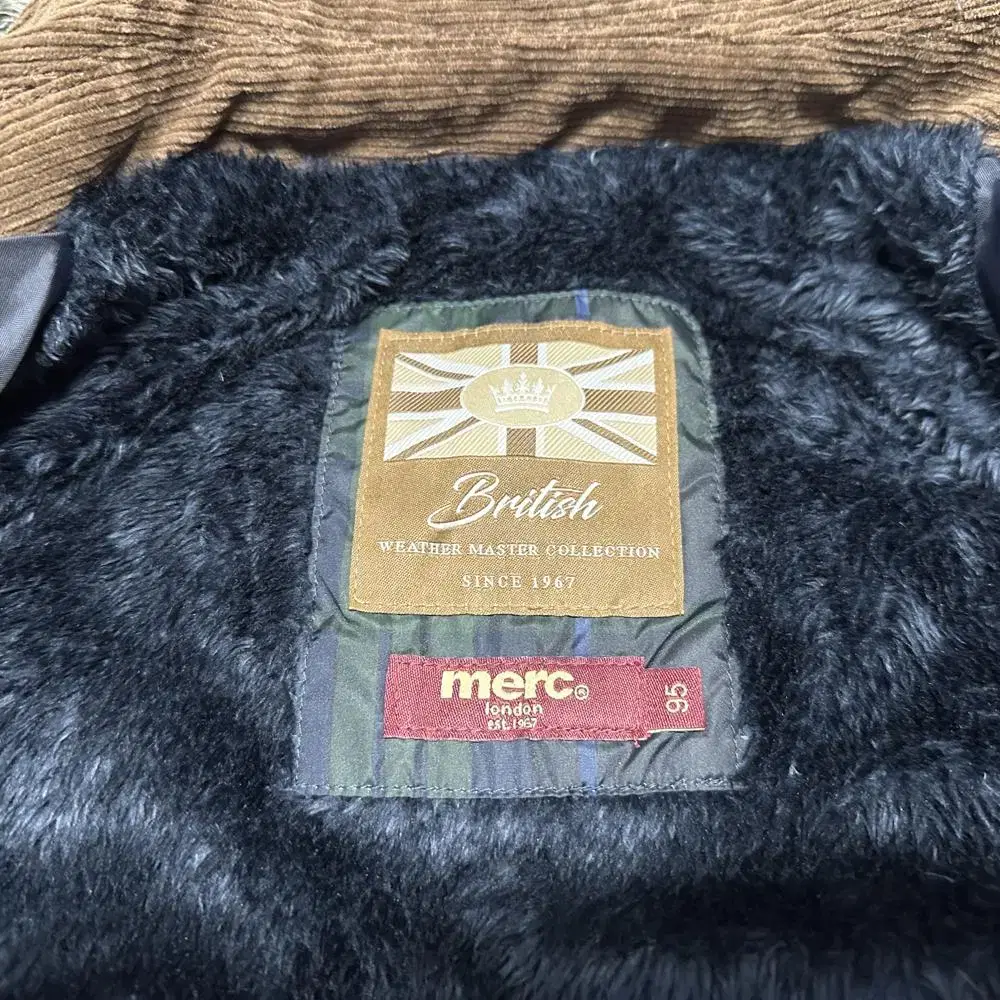 British
WEATHER MASTER COLLECTION
SINCE 1967
merc®
london
est.1967
95